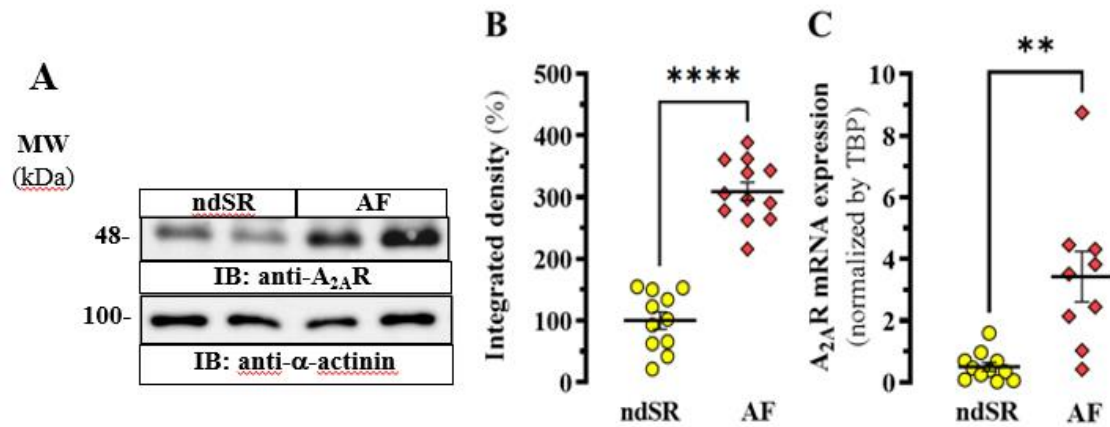 A
MW
(kDa)
ndSR AF
48-
IB: anti-A₂ₐR
100-
IB: anti-α-actinin
B
Integrated density (%)
500
400
300
200
100
0
****
ndSR AF
C
A₂ₐR mRNA expression
(normalized by TBP)
10
8
6
4
2
0
**
ndSR AF